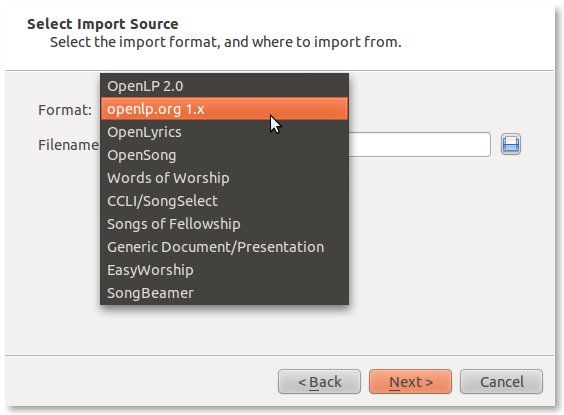 Select Import Source
Select the import format, and where to import from.
OpenLP 2.0
Format: openlp.org 1.x
OpenLyrics
Filename OpenSong
Words of Worship
CCLI/SongSelect
Songs of Fellowship
Generic Document/Presentation
EasyWorship
SongBeamer
< Back Next > Cancel